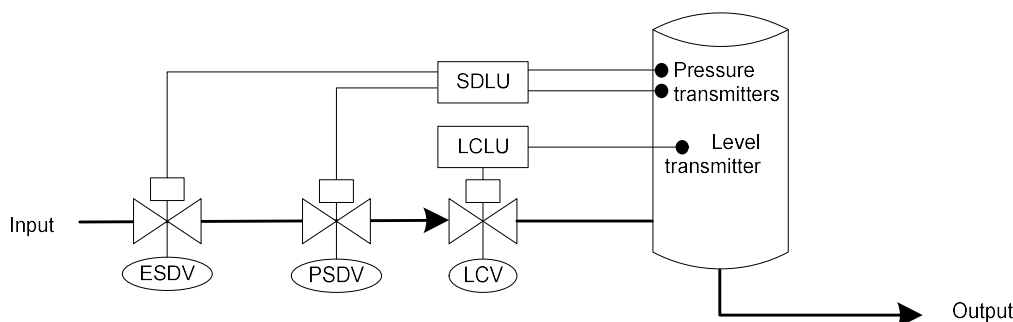 SDLU
Pressure
transmitters
LCLU
Level
transmitter
Input
ESDV
PSDV
LCV
Output